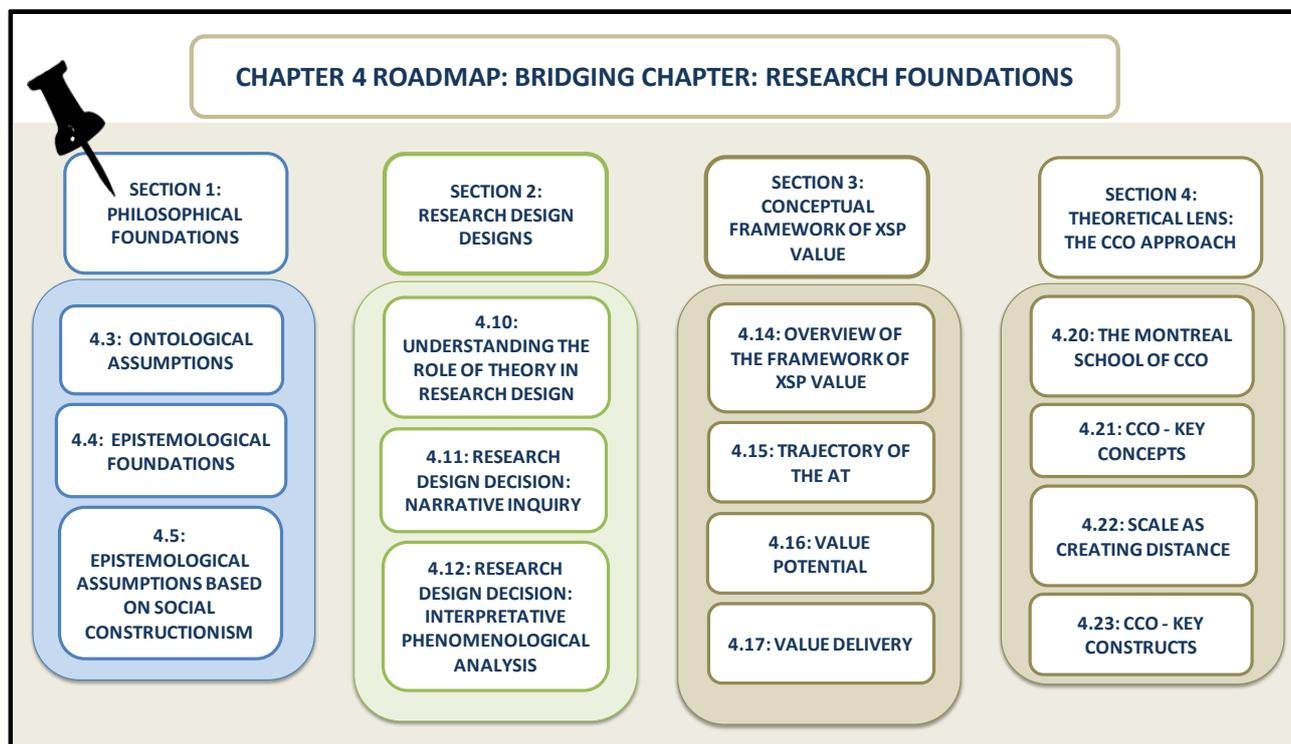 CHAPTER 4 ROADMAP: BRIDGING CHAPTER: RESEARCH FOUNDATIONS
SECTION 1:
PHILOSOPHICAL
FOUNDATIONS
4.3: ONTOLOGICAL
ASSUMPTIONS
4.4: EPISTEMOLOGICAL
FOUNDATIONS
4.5:
EPISTEMOLOGICAL
ASSUMPTIONS BASED
ON SOCIAL
CONSTRUCTIONISM
SECTION 2:
RESEARCH DESIGN
DESIGNS
4.10:
UNDERSTANDING THE
ROLE OF THEORY IN
RESEARCH DESIGN
4.11: RESEARCH
DESIGN DECISION:
NARRATIVE INQUIRY
4.12: RESEARCH
DESIGN DECISION:
INTERPRETATIVE
PHENOMENOLOGICAL
ANALYSIS
SECTION 3:
CONCEPTUAL
FRAMEWORK OF XSP
VALUE
4.14: OVERVIEW OF
THE FRAMEWORK OF
XSP VALUE
4.15: TRAJECTORY OF
THE AT
4.16: VALUE
POTENTIAL
4.17: VALUE DELIVERY
SECTION 4:
THEORETICAL LENS:
THE CCO APPROACH
4.20: THE MONTREAL
SCHOOL OF CCO
4.21: CCO - KEY
CONCEPTS
4.22: SCALE AS
CREATING DISTANCE
4.23: CCO - KEY
CONSTRUCTS